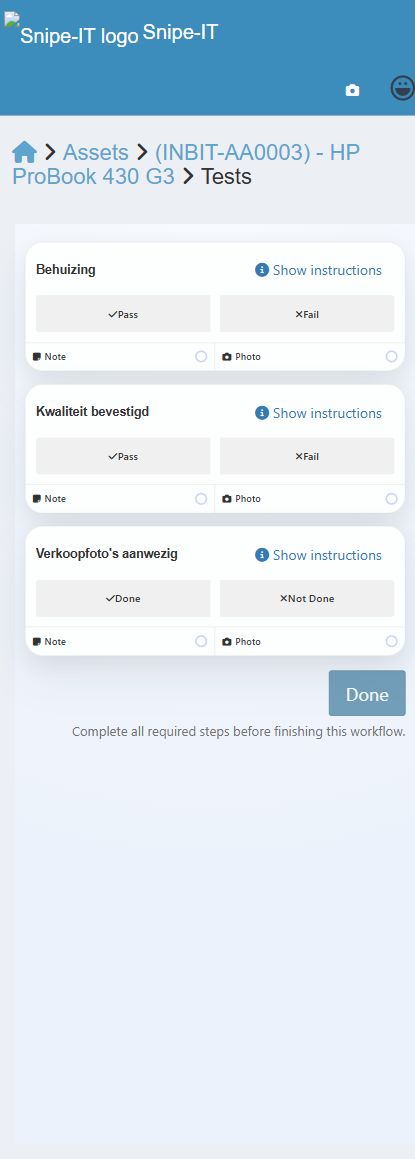 Snipe-IT logo Snipe-IT
Assets (INBIT-AA0003) - HP
ProBook 430 G3 Tests
Behuizing Show instructions
Pass Fail
Note Photo
Kwaliteit bevestigd Show instructions
Pass Fail
Note Photo
Verkoopfoto's aanwezig Show instructions
Done Not Done
Note Photo
Done
Complete all required steps before finishing this workflow.